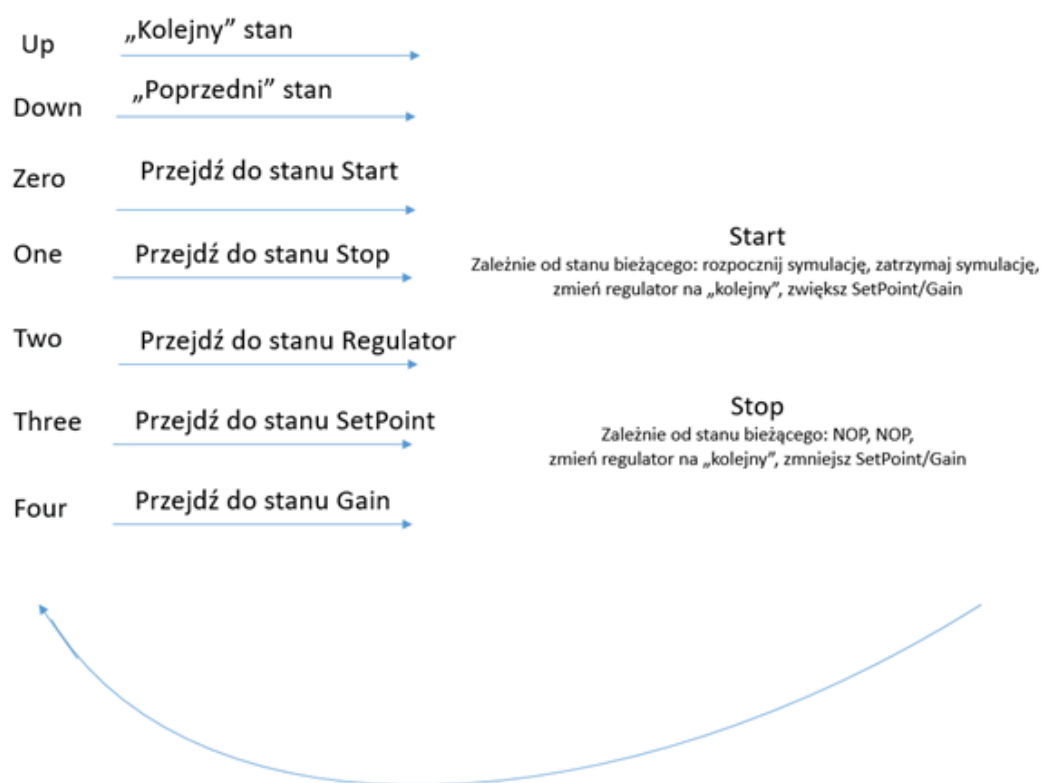 Up
„Kolejny” stan
Down
„Poprzedni” stan
Zero
Przejdź do stanu Start
One
Przejdź do stanu Stop
Two
Przejdź do stanu Regulator
Three
Przejdź do stanu SetPoint
Four
Przejdź do stanu Gain
Start
Zależnie od stanu bieżącego: rozpocznij symulację, zatrzymaj symulację,
zmień regulator na „kolejny”, zwiększ SetPoint/Gain
Stop
Zależnie od stanu bieżącego: NOP, NOP,
zmień regulator na „kolejny”, zmniejsz SetPoint/Gain